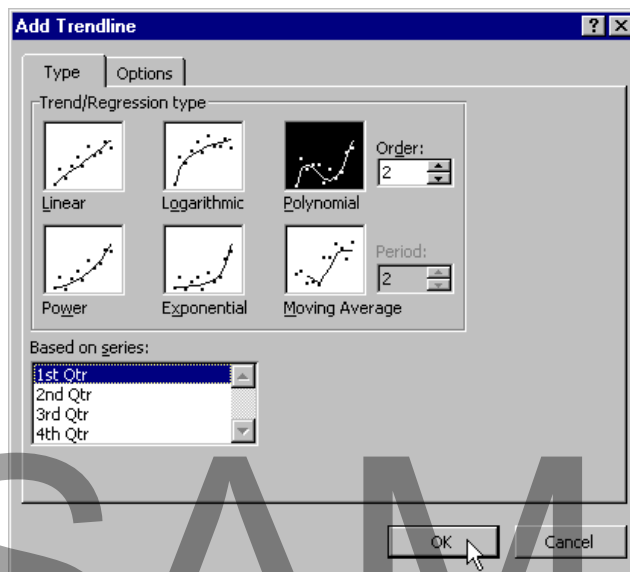 Add Trendline
Type Options
Trend/Regression type
Order:
2
Linear Logarithmic Polynomial
Period:
2
Power Exponential Moving Average
Based on series:
1st Qtr
2nd Qtr
3rd Qtr
4th Qtr
OK Cancel
SAM